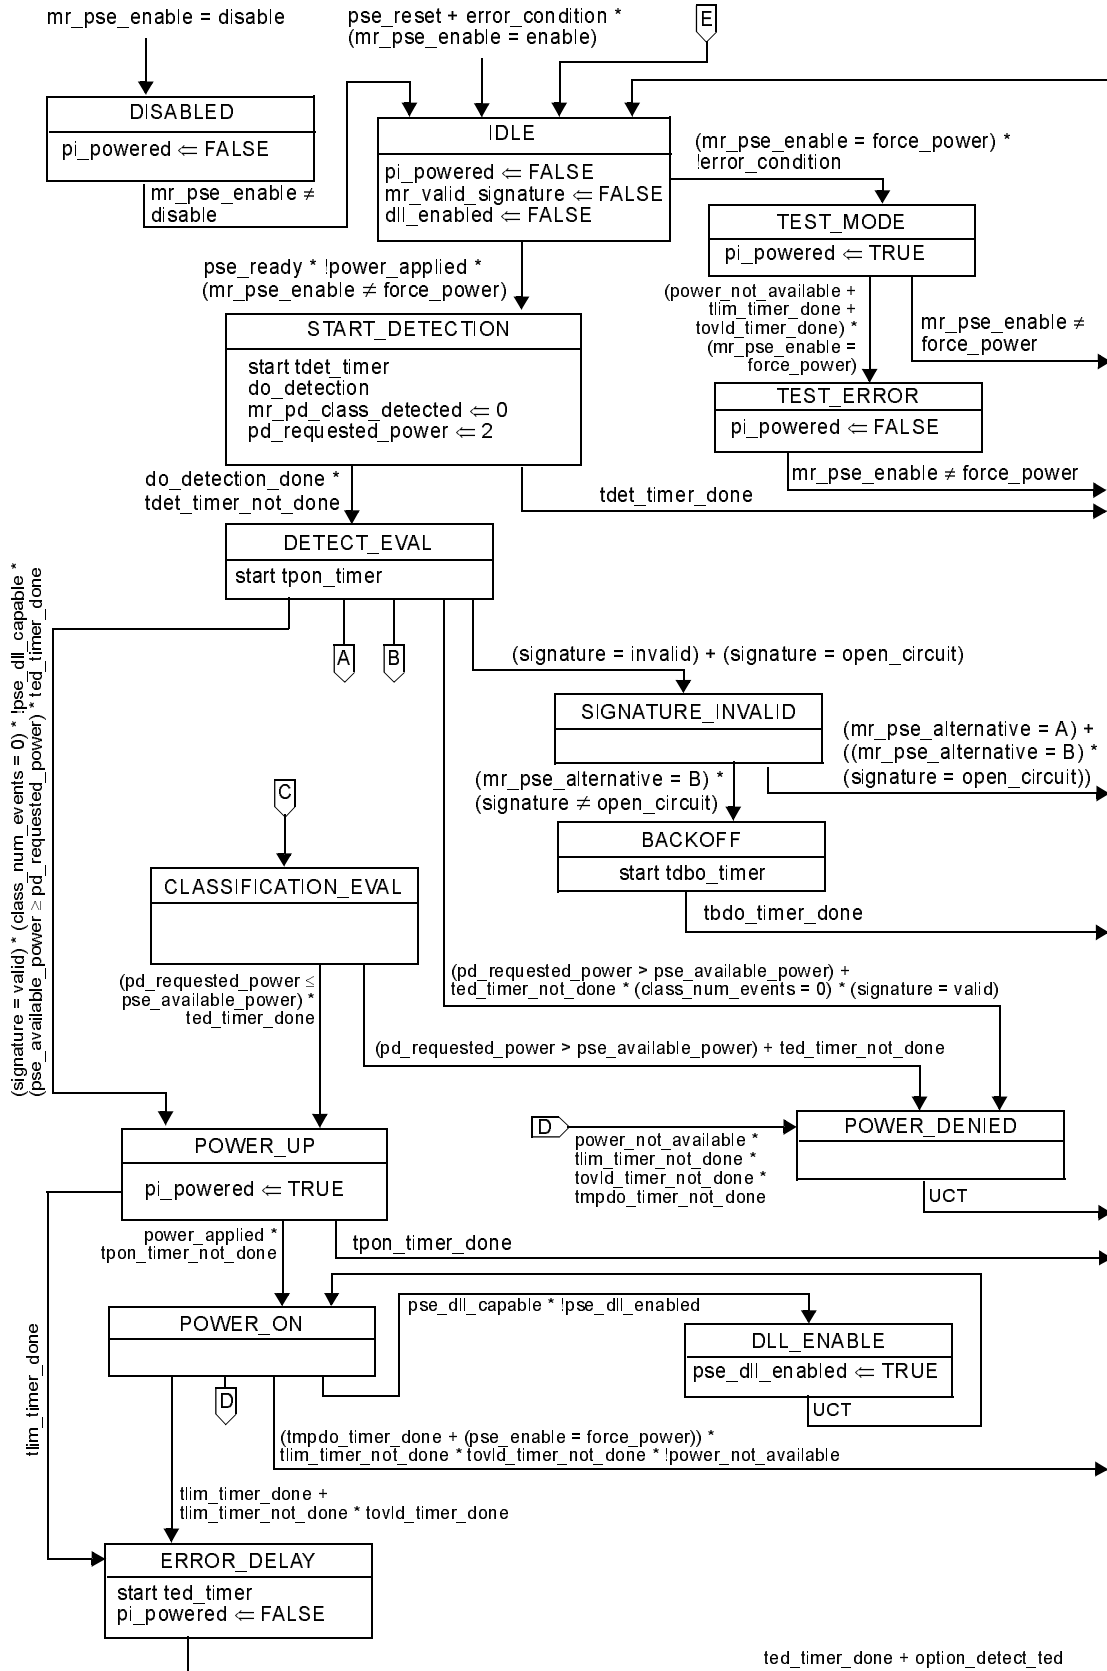 mr_pse_enable = disable
pse_reset + error_condition *
(mr_pse_enable = enable)
E
DISABLED
pi_powered ⇐ FALSE
mr_pse_enable ≠
disable
IDLE
pi_powered ⇐ FALSE
mr_valid_signature ⇐ FALSE
dll_enabled ⇐ FALSE
(mr_pse_enable = force_power) *
!error_condition
TEST_MODE
pi_powered ⇐ TRUE
pse_ready * !power_applied *
(mr_pse_enable ≠ force_power)
(power_not_available +
tlim_timer_done +
tovld_timer_done) *
(mr_pse_enable =
force_power)
mr_pse_enable ≠
force_power
START_DETECTION
start tdet_timer
do_detection
mr_pd_class_detected ⇐ 0
pd_requested_power ⇐ 2
TEST_ERROR
pi_powered ⇐ FALSE
mr_pse_enable ≠ force_power
do_detection_done *
tdet_timer_not_done
tdet_timer_done
DETECT_EVAL
start tpon_timer
(signature = valid) * (class_num_events = 0) * !pse_dll_capable *
(pse_available_power ≥ pd_requested_power) * ted_timer_done
A
B
(signature = invalid) + (signature = open_circuit)
SIGNATURE_INVALID
(mr_pse_alternative = A) +
((mr_pse_alternative = B) *
(signature = open_circuit))
(mr_pse_alternative = B) *
(signature ≠ open_circuit)
C
BACKOFF
start tdbo_timer
CLASSIFICATION_EVAL
tbdo_timer_done
(pd_requested_power ≤
pse_available_power) *
ted_timer_done
(pd_requested_power > pse_available_power) +
ted_timer_not_done * (class_num_events = 0) * (signature = valid)
(pd_requested_power > pse_available_power) + ted_timer_not_done
D
power_not_available *
tlim_timer_not_done *
tovld_timer_not_done *
tmpdo_timer_not_done
POWER_DENIED
UCT
POWER_UP
pi_powered ⇐ TRUE
power_applied *
tpon_timer_not_done
tpon_timer_done
tlim_timer_done
POWER_ON
pse_dll_capable * !pse_dll_enabled
DLL_ENABLE
pse_dll_enabled ⇐ TRUE
UCT
D
(tmpdo_timer_done + (pse_enable = force_power)) *
tlim_timer_not_done * tovld_timer_not_done * !power_not_available
tlim_timer_done +
tlim_timer_not_done * tovld_timer_done
ERROR_DELAY
start ted_timer
pi_powered ⇐ FALSE
ted_timer_done + option_detect_ted